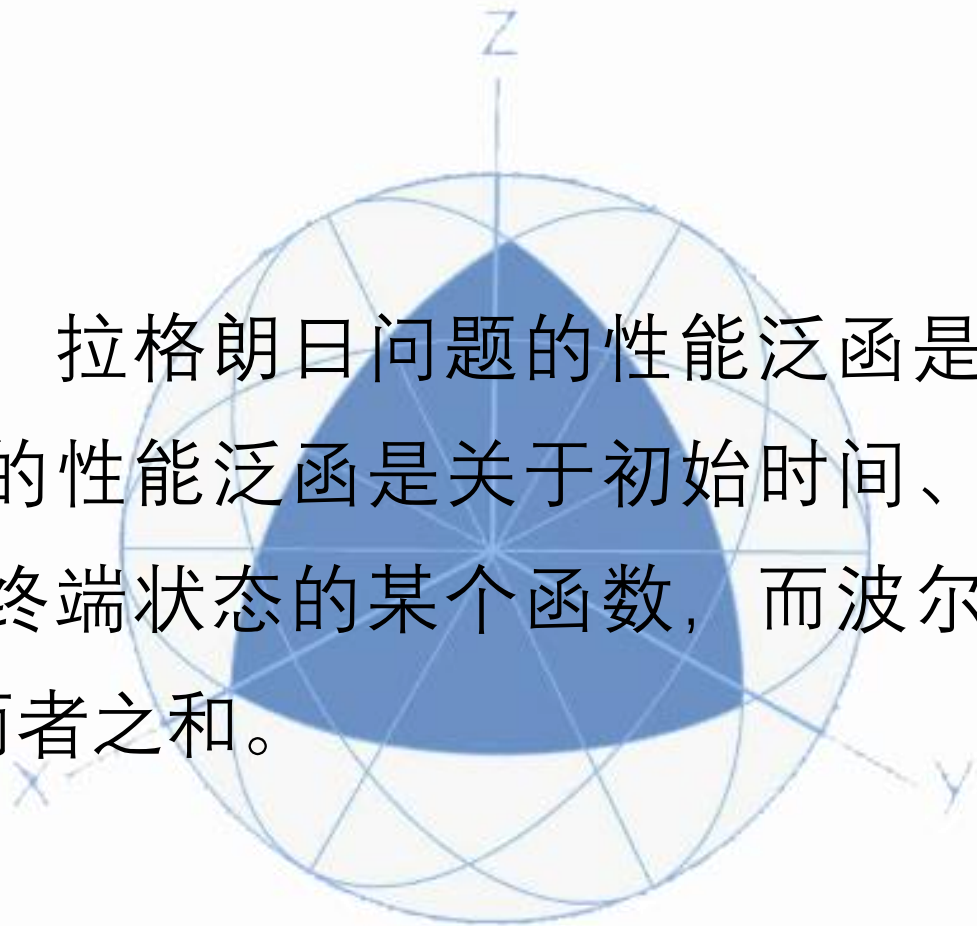 Z
拉格朗日问题的性能泛函是
的性能泛函是关于初始时间、
终端状态的某个函数，而波尔
者之和。
X
Y